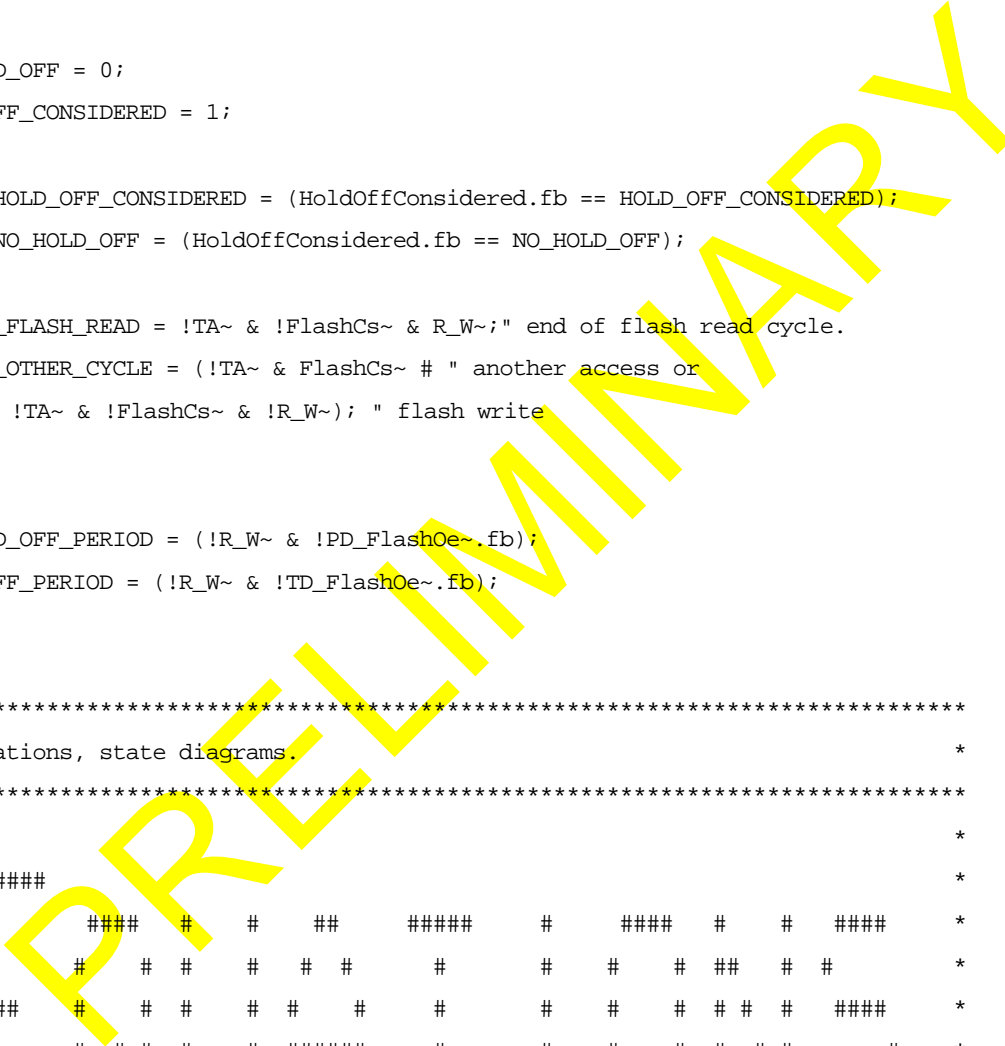 D_OFF = 0;
FF_CONSIDERED = 1;
HOLD_OFF_CONSIDERED = (HoldOffConsidered.fb == HOLD_OFF_CONSIDERED);
NO_HOLD_OFF = (HoldOffConsidered.fb == NO_HOLD_OFF);
_FLASH_READ = !TA~ & !FlashCs~ & R_W~;" end of flash read cycle.
_OTHER_CYCLE = (!TA~ & FlashCs~ # " another access or
!TA~ & !FlashCs~ & !R_W~); " flash write
D_OFF_PERIOD = (!R_W~ & !PD_FlashOe~.fb);
FF_PERIOD = (!R_W~ & !TD_FlashOe~.fb);
**************************************************************************
ations, state diagrams. *
**************************************************************************
*
#### *
#### # # ## ##### # #### # # #### *
# # # # # # # # # # ## # # *
## # # # # # # # # # # # # # #### *
PRELIMINARY